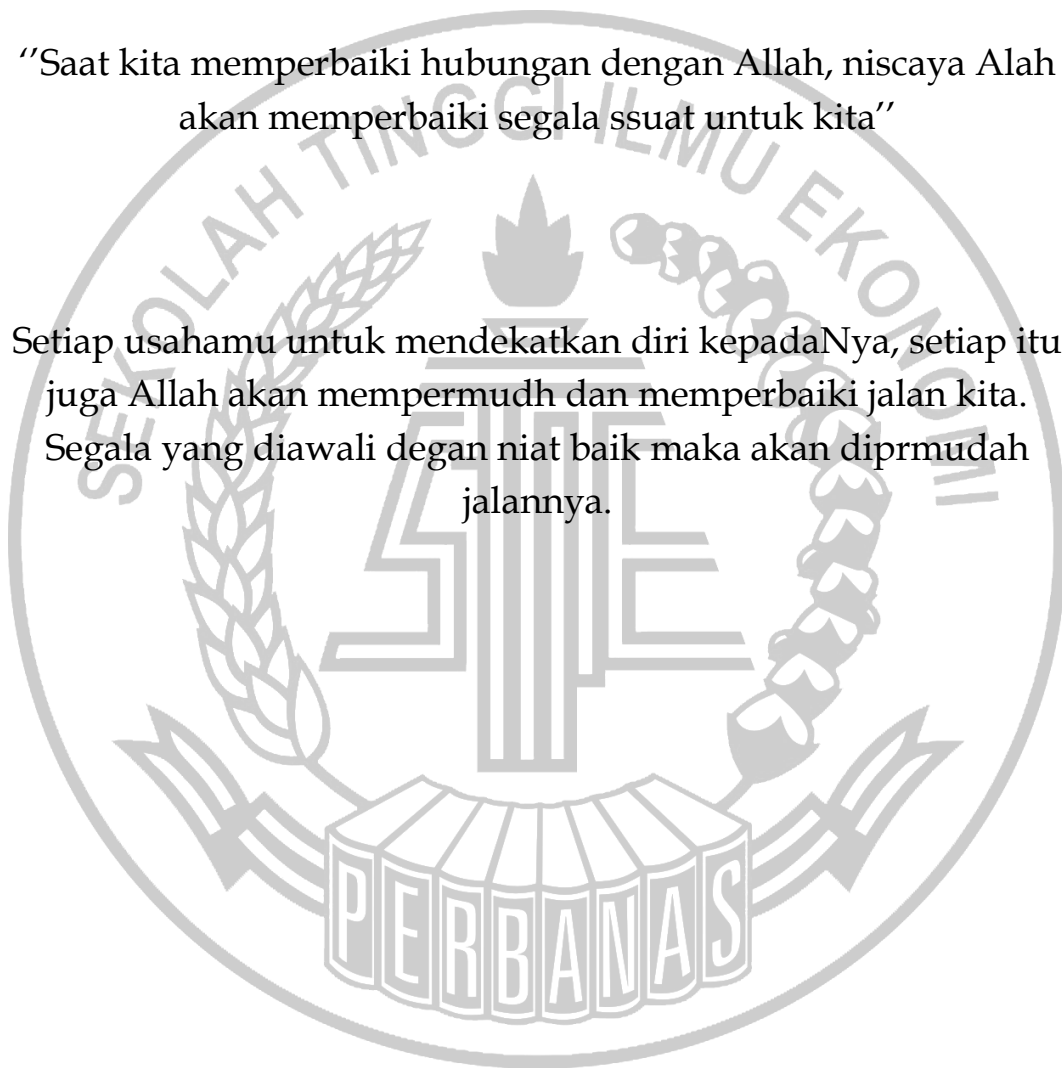 ‘’Saat kita memperbaiki hubungan dengan Allah, niscaya Alah
akan memperbaiki segala ssuat untuk kita’’
SEKOLAH TINGGI ILMU EKONOMI
Setiap usahamu untuk mendekatkan diri kepadaNya, setiap itu
juga Allah akan mempermudh dan memperbaiki jalan kita.
Segala yang diawali degan niat baik maka akan diprmudah
jalannya.
PERBANAS